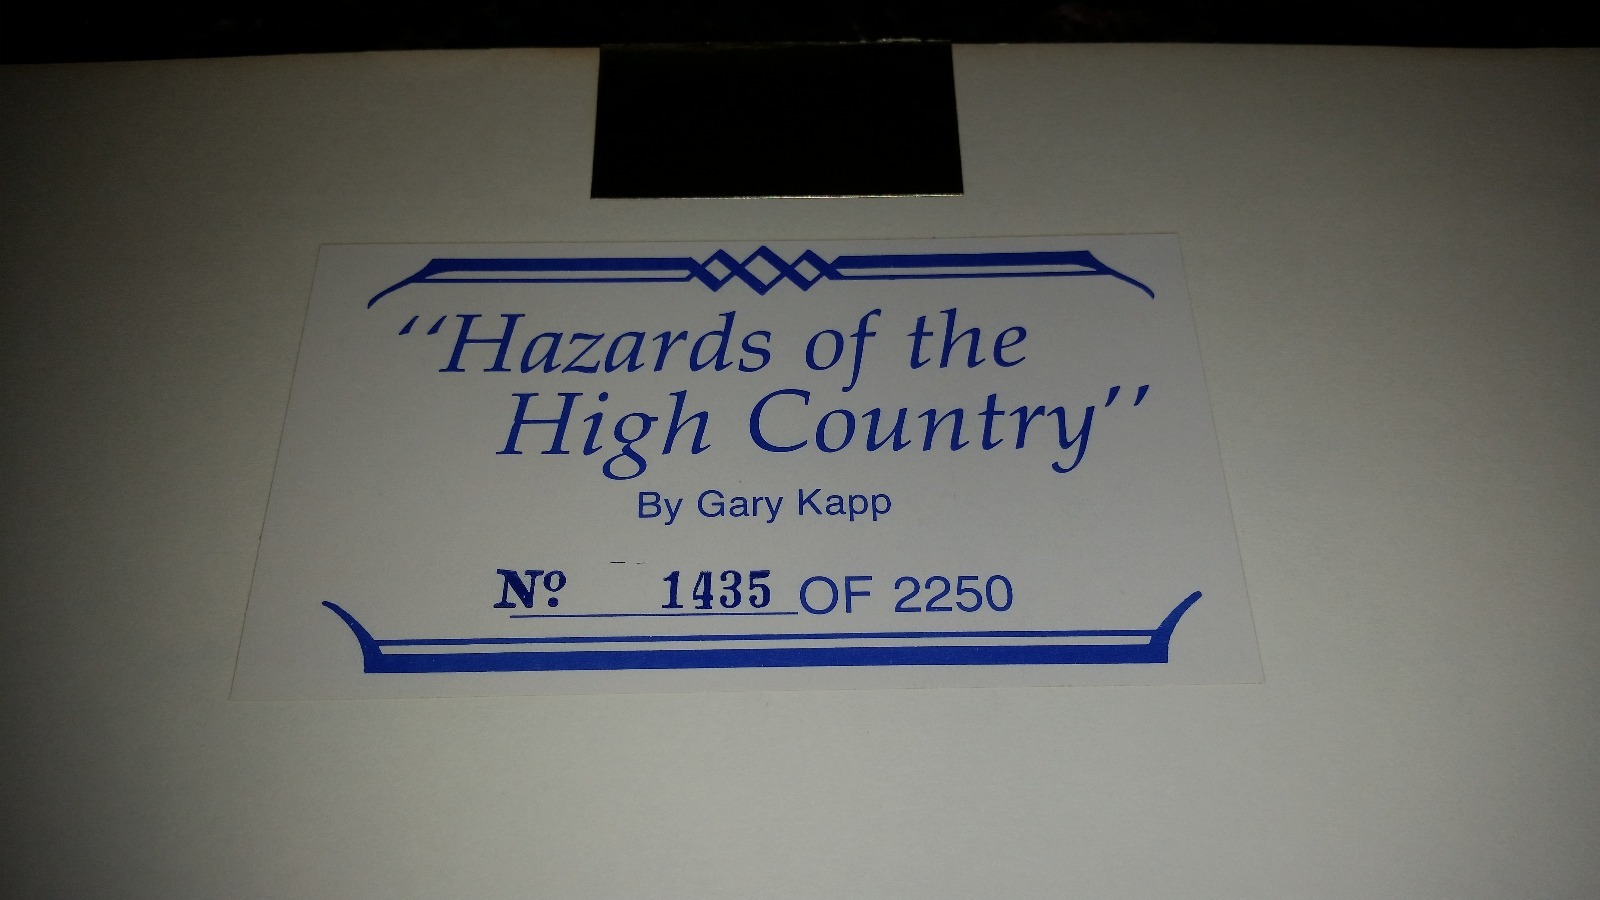 ‘‘Hazards of the
High Country’’
By Gary Kapp
Nº. 1435 OF 2250